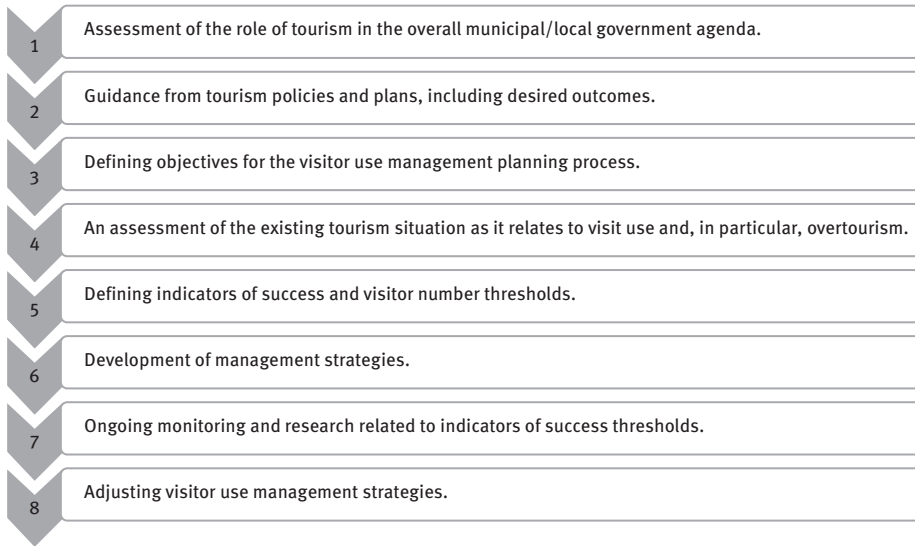 1
Assessment of the role of tourism in the overall municipal/local government agenda.
2
Guidance from tourism policies and plans, including desired outcomes.
3
Defining objectives for the visitor use management planning process.
4
An assessment of the existing tourism situation as it relates to visit use and, in particular, overtourism.
5
Defining indicators of success and visitor number thresholds.
6
Development of management strategies.
7
Ongoing monitoring and research related to indicators of success thresholds.
8
Adjusting visitor use management strategies.